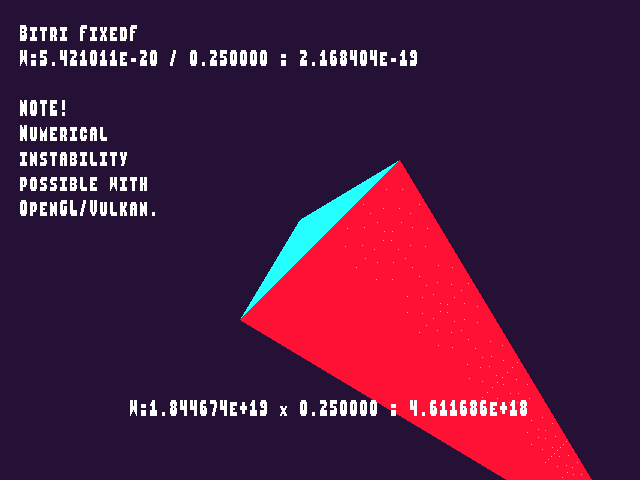 Bitri fixedf
W:5.421011e-20 / 0.250000 : 2.168404e-19
NOTE!
Numerical
instability
possible with
OpenGL/Vulkan.
W:1.844674e+19 x 0.250000 : 4.611686e+18